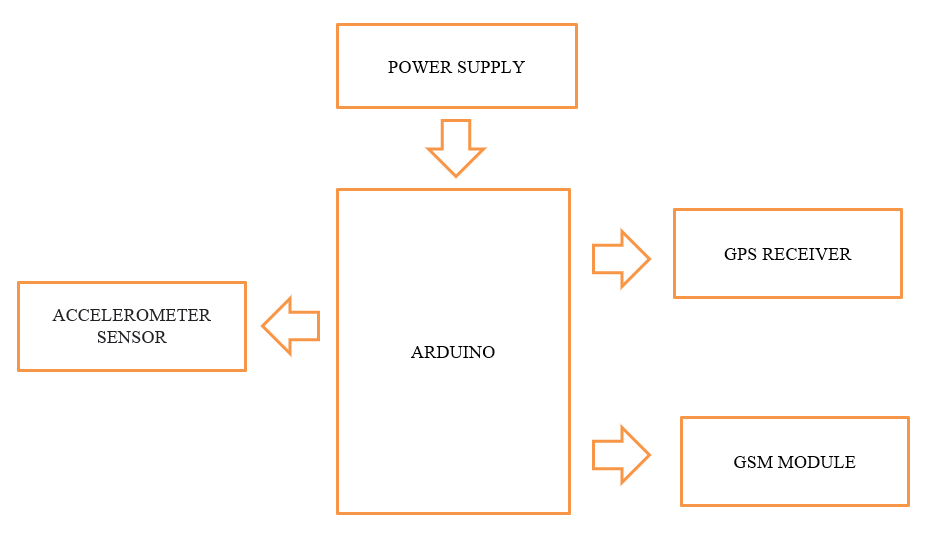 POWER SUPPLY
GPS RECEIVER
ACCELEROMETER
SENSOR
ARDUINO
GSM MODULE